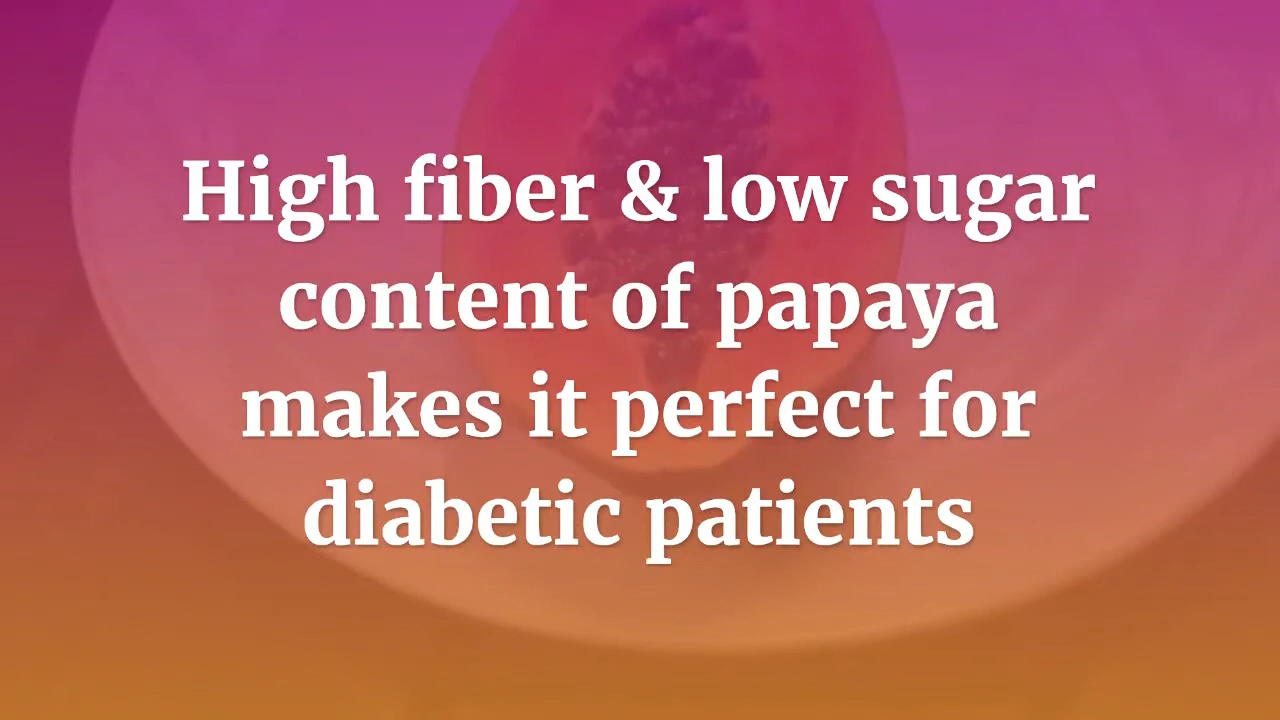 High fiber & low sugar
content of papaya
makes it perfect for
diabetic patients